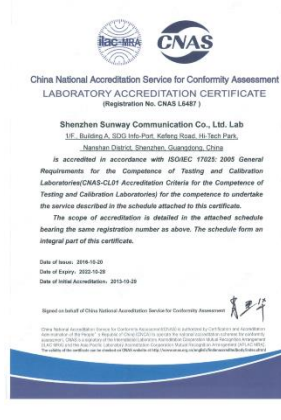 ilac-MRA
CNAS
China National Accreditation Service for Conformity Assessment
LABORATORY ACCREDITATION CERTIFICATE
(Registration No. CNAS L6487 )
Shenzhen Sunway Communication Co., Ltd. Lab
1/F., Building A, SDG Info-Port, Kefeng Road, Hi-Tech Park,
Nanshan District, Shenzhen, Guangdong, China
is accredited in accordance with ISO/IEC 17025: 2005 General
Requirements for the Competence of Testing and Calibration
Laboratories(CNAS-CL01 Accreditation Criteria for the Competence of
Testing and Calibration Laboratories) for the competence to undertake
the service described in the schedule attached to this certificate.
The scope of accreditation is detailed in the attached schedule
bearing the same registration number as above. The schedule form an
integral part of this certificate.
Date of Issue: 2016-10-20
Date of Expiry: 2022-10-20
Date of Initial Accreditation: 2013-10-20
Signed on behalf of China National Accreditation Service for Conformity Assessment